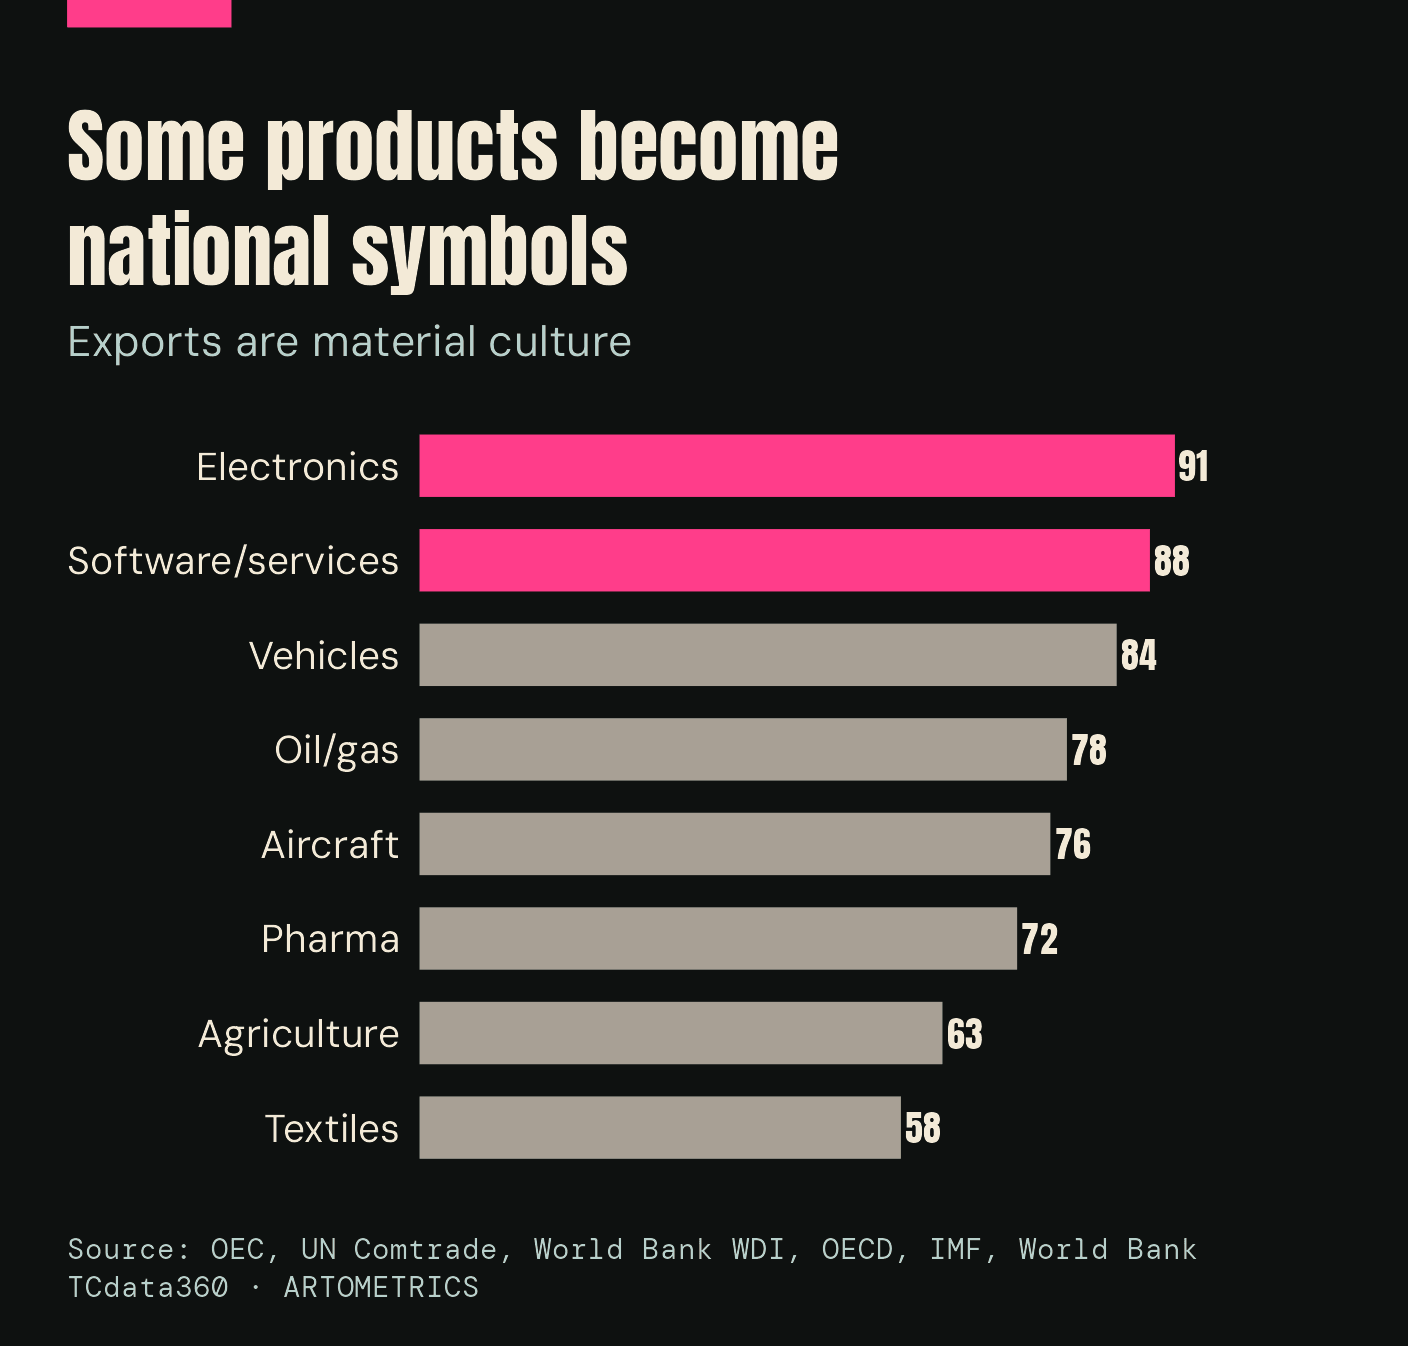 Some products become
national symbols
Exports are material culture
Electronics 91
Software/services 88
Vehicles 84
Oil/gas 78
Aircraft 76
Pharma 72
Agriculture 63
Textiles 58
Source: OEC, UN Comtrade, World Bank WDI, OECD, IMF, World Bank
TCdata360 · ARTOMETRICS